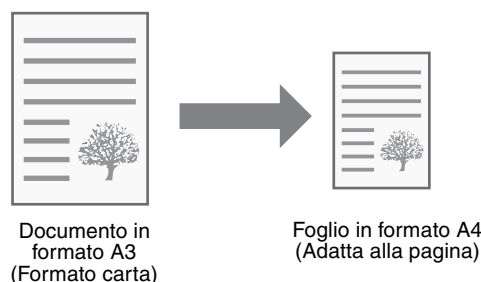 Documento in
formato A3
(Formato carta)
Foglio in formato A4
(Adatta alla pagina)